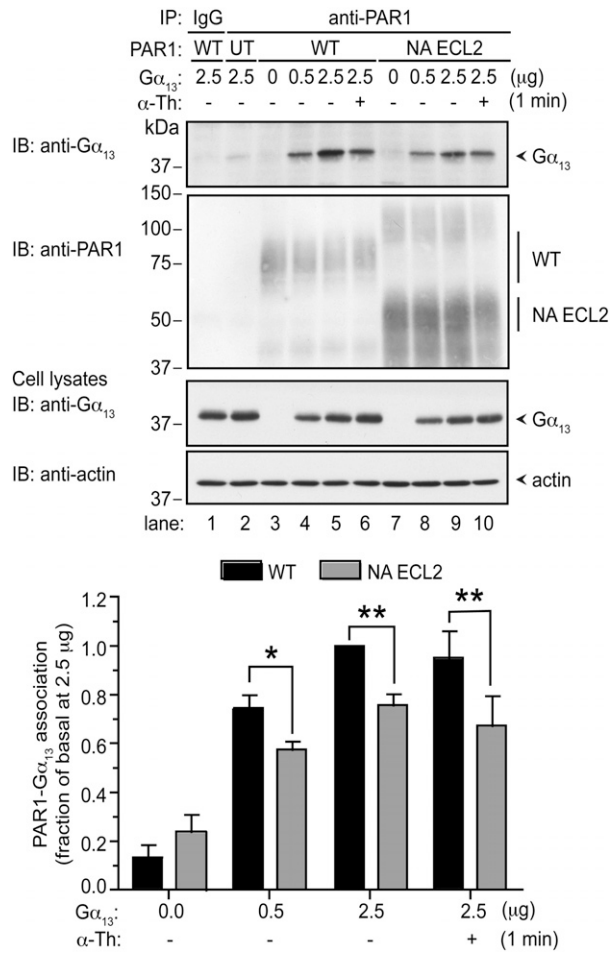 IP: IgG anti-PAR1
PAR1: WT UT WT NA ECL2
Gα13: 2.5 2.5 0 0.5 2.5 2.5 0 0.5 2.5 2.5 (µg)
α-Th: - - - - - + - - - + (1 min)
kDa
IB: anti-Gα13 37– Gα13
150–
100–
IB: anti-PAR1 75– WT
50– NA ECL2
37–
Cell lysates
IB: anti-Gα13 37– Gα13
IB: anti-actin actin
37–
lane: 1 2 3 4 5 6 7 8 9 10
WT NA ECL2
PAR1-Gα13 association
(fraction of basal at 2.5 µg)
1.2
1.0
0.8
0.6
0.4
0.2
0.0
* ** **
Gα13: 0.0 0.5 2.5 2.5 (µg)
α-Th: - - - + (1 min)